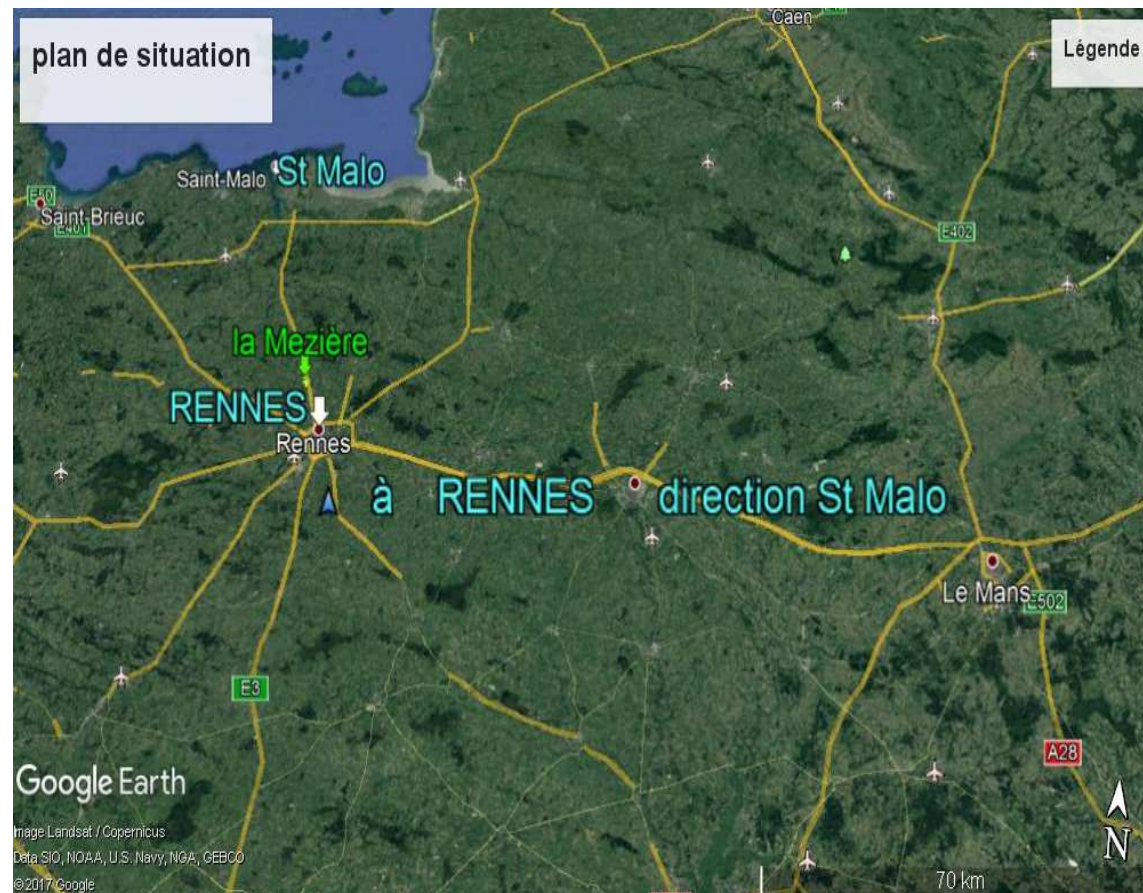 plan de situation
Légende
Caen
Saint-Malo St Malo
E50
Saint-Brieuc
E401
E402
la Mezière
RENNES
Rennes
à RENNES direction St Malo
Le Mans
E502
E3
A28
Google Earth
Image Landsat / Copernicus
Data SIO, NOAA, U.S. Navy, NGA, GEBCO
© 2017 Google
N
70 km